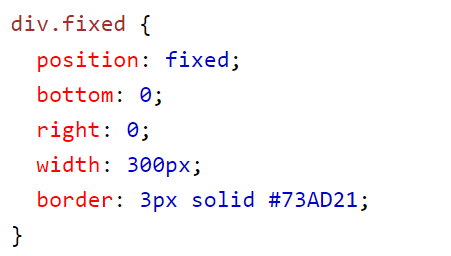 div.fixed {
  position: fixed;
  bottom: 0;
  right: 0;
  width: 300px;
  border: 3px solid #73AD21;
}